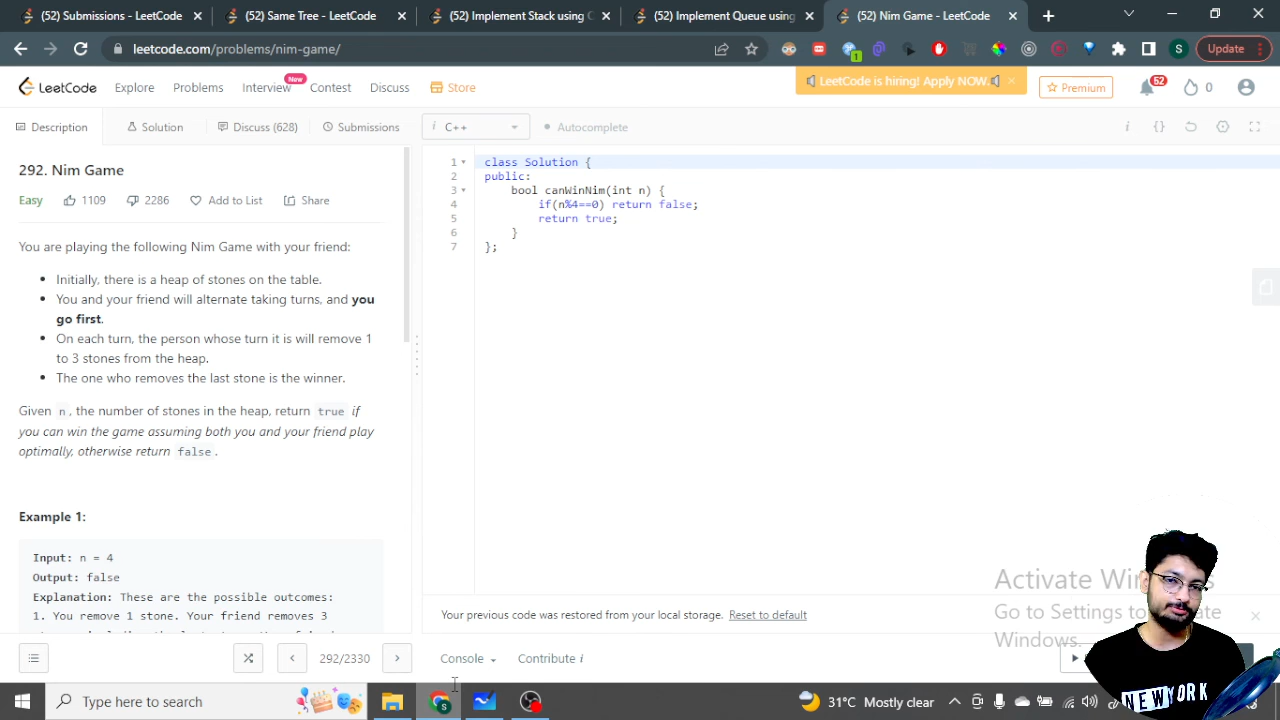 (52) Submissions - LeetCode
(52) Same Tree - LeetCode
(52) Implement Stack using
(52) Implement Queue using
(52) Nim Game - LeetCode
leetcode.com/problems/nim-game/
1
S
Update
LeetCode
Explore
Problems
Interview
New
Contest
Discuss
Store
LeetCode is hiring! Apply NOW.
Premium
52
0
Description
Solution
Discuss (628)
Submissions
i C++
Autocomplete
292. Nim Game
Easy 1109 2286 Add to List Share
You are playing the following Nim Game with your friend:
• Initially, there is a heap of stones on the table.
• You and your friend will alternate taking turns, and you
go first.
• On each turn, the person whose turn it is will remove 1
to 3 stones from the heap.
• The one who removes the last stone is the winner.
Given n, the number of stones in the heap, return true if
you can win the game assuming both you and your friend play
optimally, otherwise return false.
Example 1:
Input: n = 4
Output: false
Explanation: These are the possible outcomes:
1. You remove 1 stone. Your friend removes 3
1 class Solution {
2 public:
3 bool canWinNim(int n) {
4 if(n%4==0) return false;
5 return true;
6 }
7 };
Your previous code was restored from your local storage. Reset to default
Activate Win
Go to Settings to
Windows.
292/2330
Console
Contribute i
NEW YORK
Type here to search
31°C Mostly clear